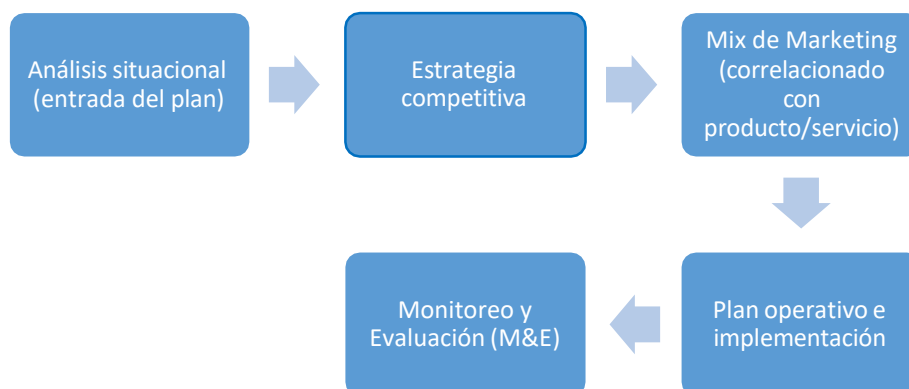 Análisis situacional
(entrada del plan)
Estrategia
competitiva
Mix de Marketing
(correlacionado
con
producto/servicio)
Monitoreo y
Evaluación (M&E)
Plan operativo e
implementación